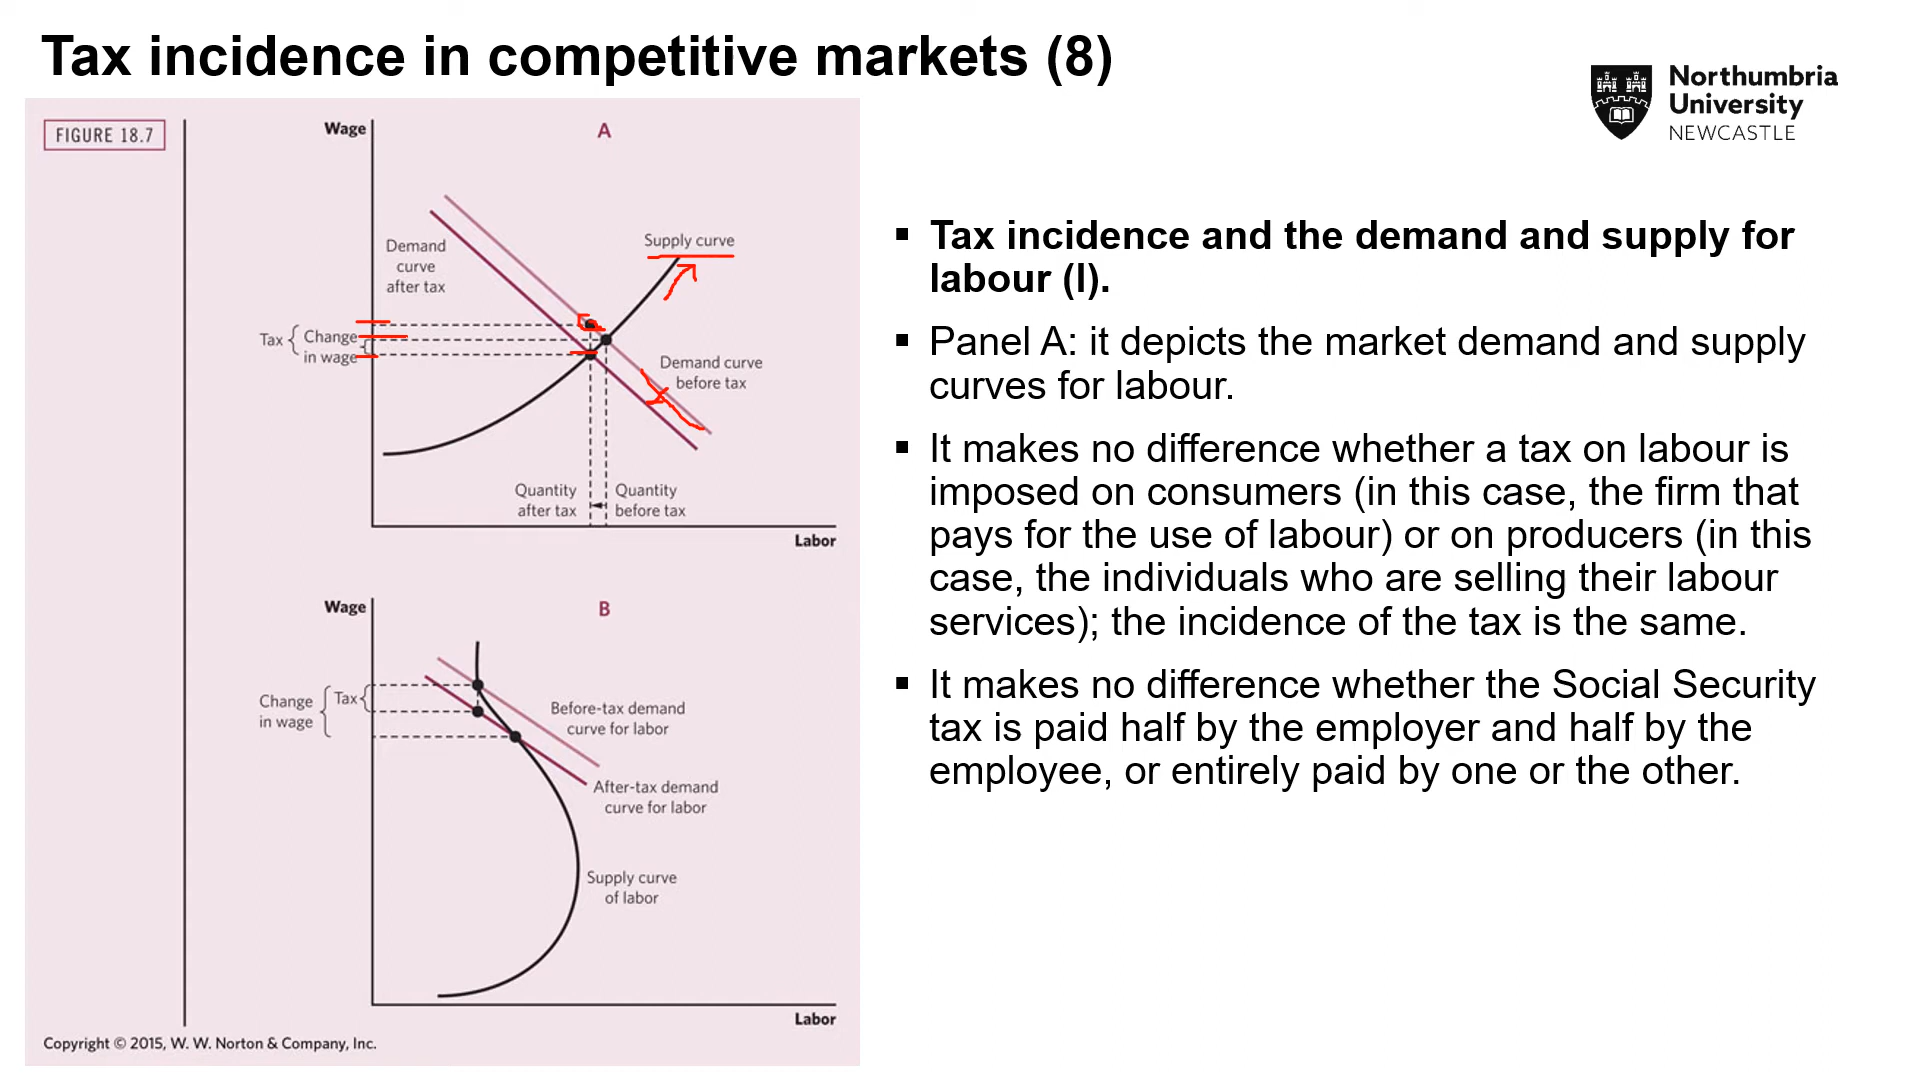 Tax incidence in competitive markets (8)
Northumbria
University
NEWCASTLE
FIGURE 18.7
Wage
A
Demand
curve
after tax
Supply curve
Tax
Change
in wage
Demand curve
before tax
Quantity
after tax
Quantity
before tax
Labor
Wage
B
Change
in wage
Tax
Before-tax demand
curve for labor
After-tax demand
curve for labor
Supply curve
of labor
Labor
Copyright © 2015, W. W. Norton & Company, Inc.
▪ Tax incidence and the demand and supply for
labour (I).
▪ Panel A: it depicts the market demand and supply
curves for labour.
▪ It makes no difference whether a tax on labour is
imposed on consumers (in this case, the firm that
pays for the use of labour) or on producers (in this
case, the individuals who are selling their labour
services); the incidence of the tax is the same.
▪ It makes no difference whether the Social Security
tax is paid half by the employer and half by the
employee, or entirely paid by one or the other.